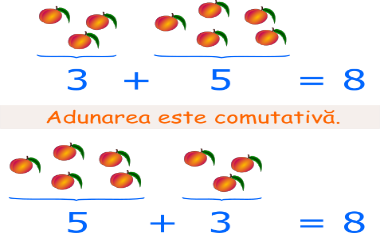 3 + 5 = 8
Adunarea este comutativă.
5 + 3 = 8